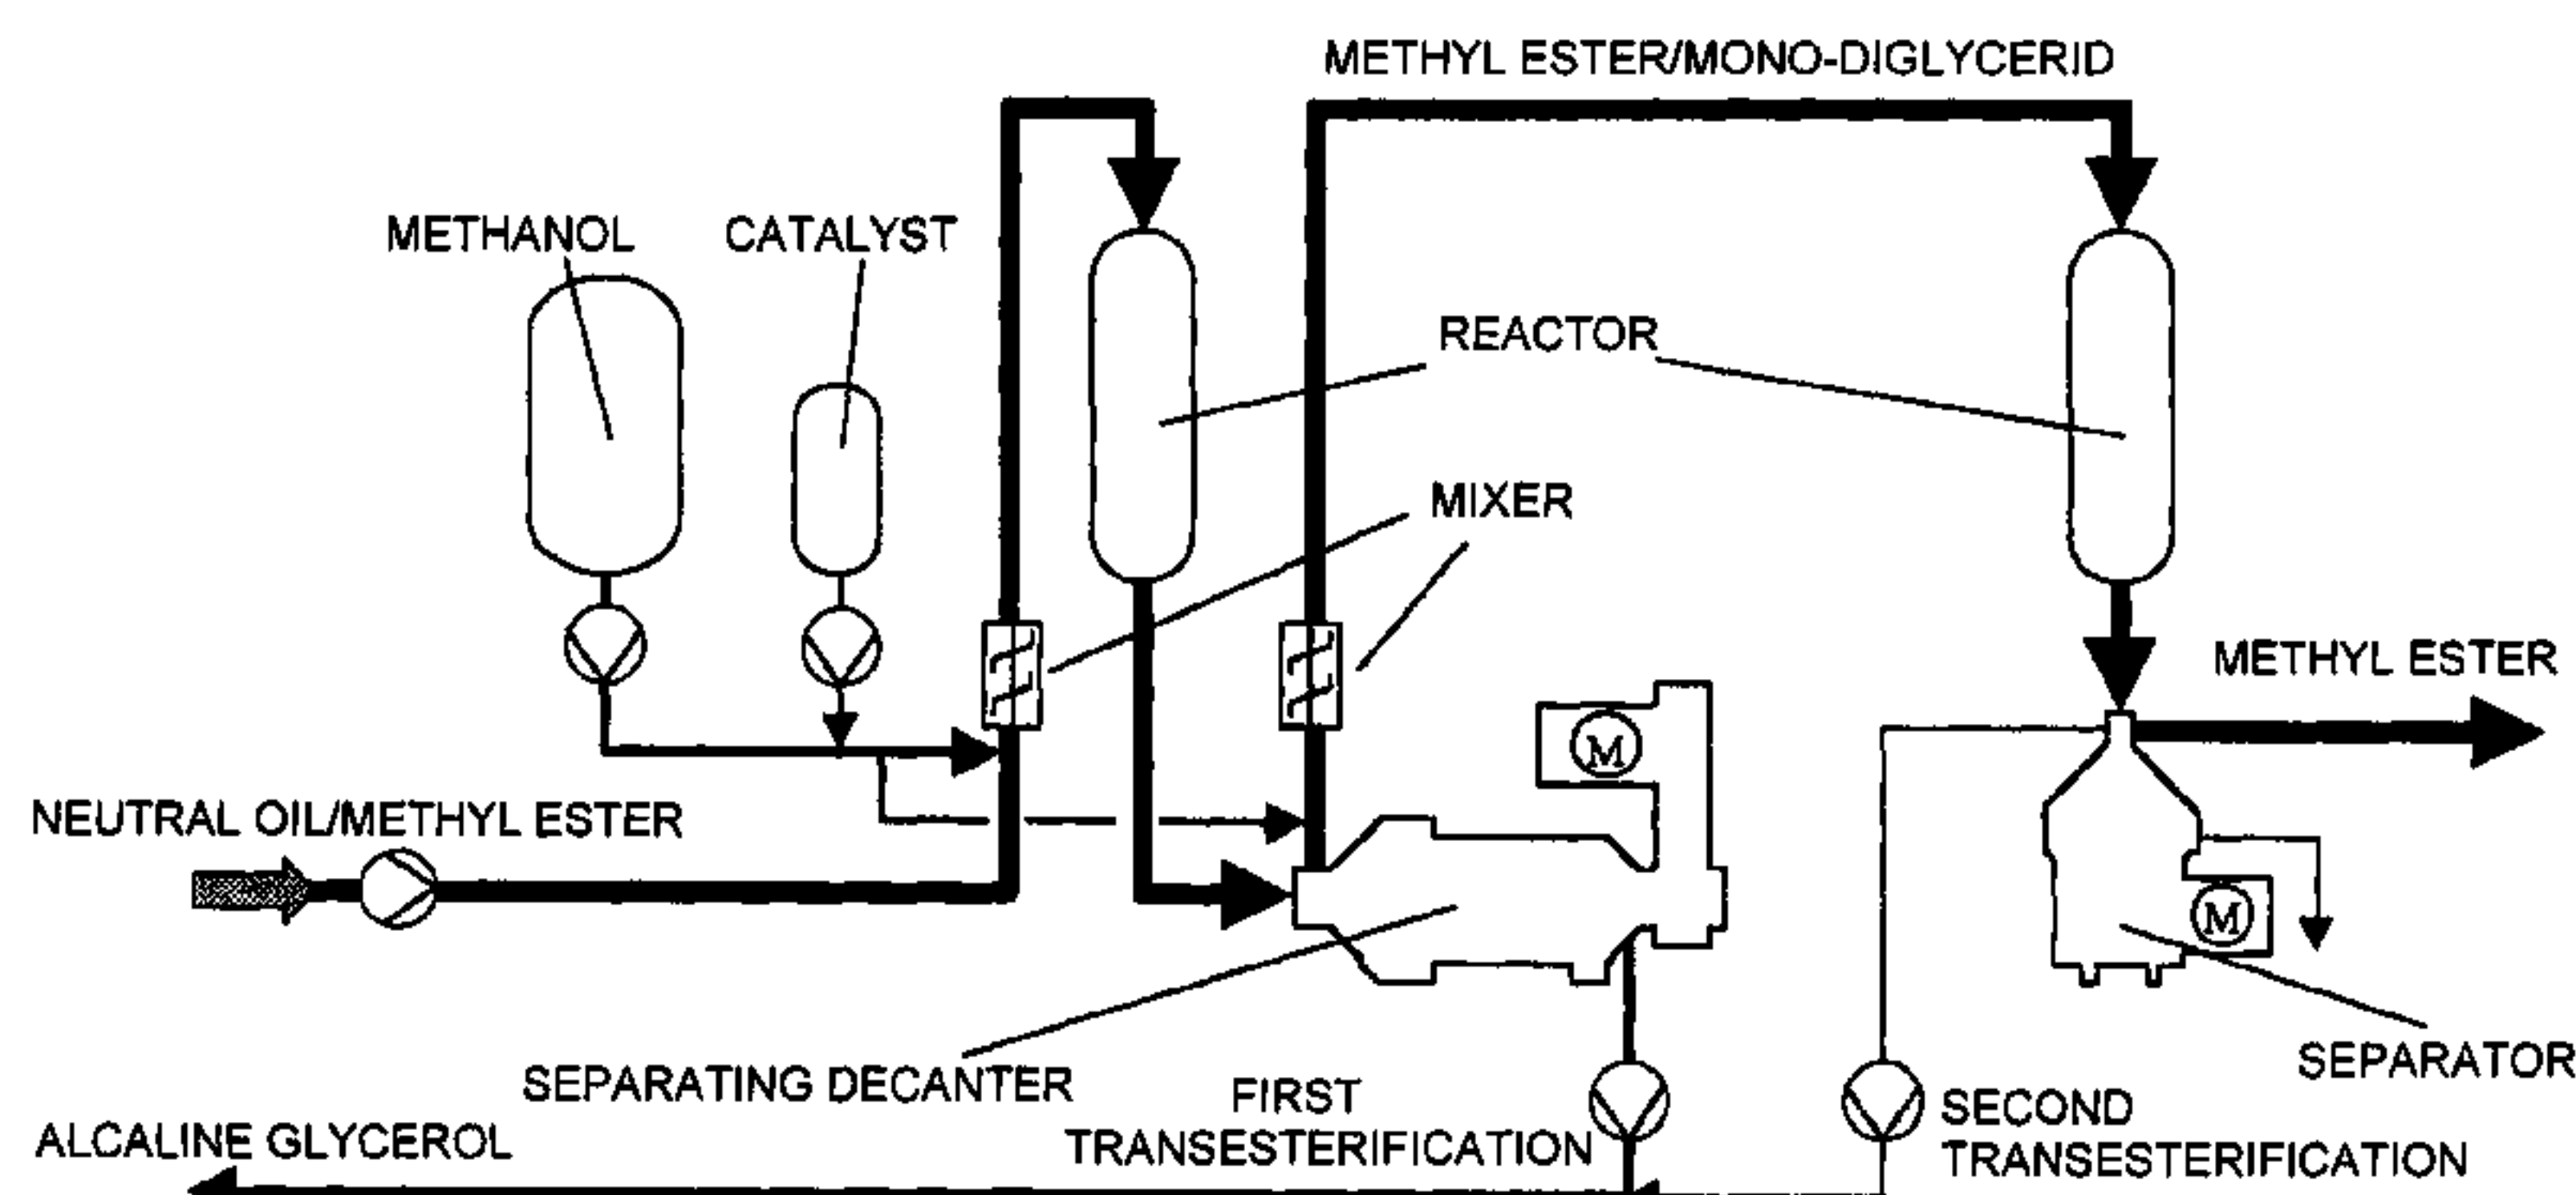 METHYL ESTER/MONO-DIGLYCERID
METHANOL
CATALYST
REACTOR
MIXER
METHYL ESTER
NEUTRAL OIL/METHYL ESTER
M
M
SEPARATOR
SEPARATING DECANTER
FIRST
TRANSESTERIFICATION
SECOND
TRANSESTERIFICATION
ALCALINE GLYCEROL